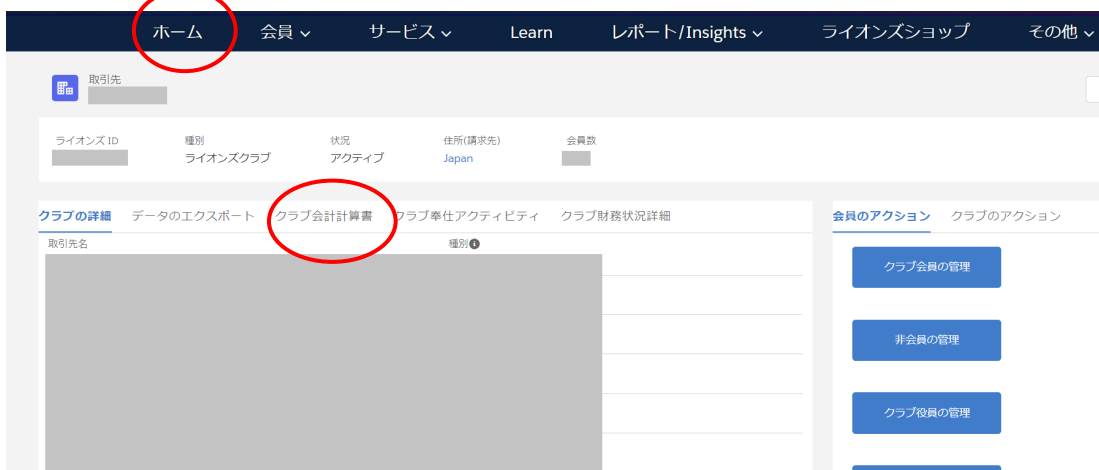 ホーム 会員 サービス Learn レポート/Insights ライオンズショップ その他
取引先
ライオンズ ID 種別 状況 住所(請求先) 会員数
ライオンズクラブ アクティブ Japan
クラブの詳細 データのエクスポート クラブ会計計算書 クラブ奉仕アクティビティ クラブ財務状況詳細 会員のアクション クラブのアクション
取引先名 種別
クラブ会員の管理
非会員の管理
クラブ役員の管理